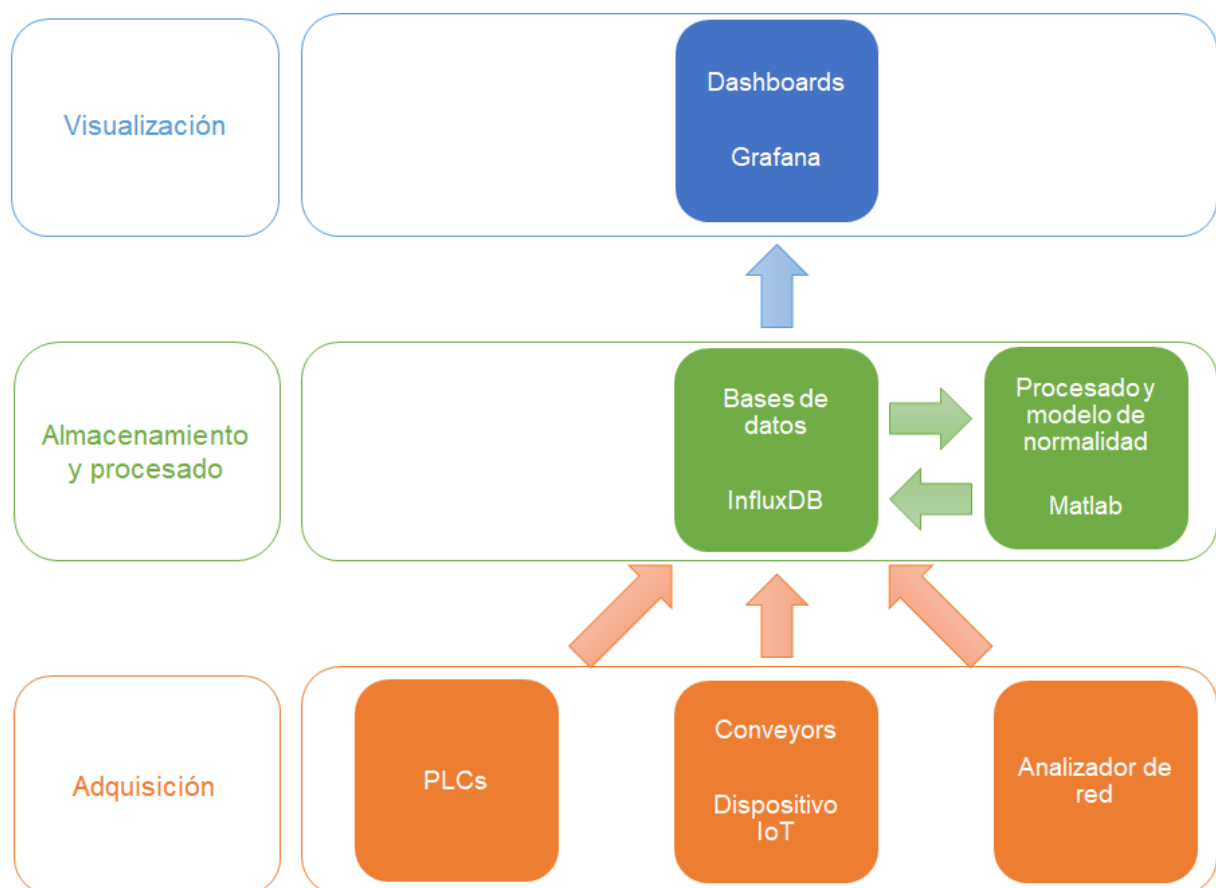 Visualización
Dashboards
Grafana
Almacenamiento
y procesado
Bases de
datos
InfluxDB
Procesado y
modelo de
normalidad
Matlab
Adquisición
PLCs
Conveyors
Dispositivo
IoT
Analizador de
red